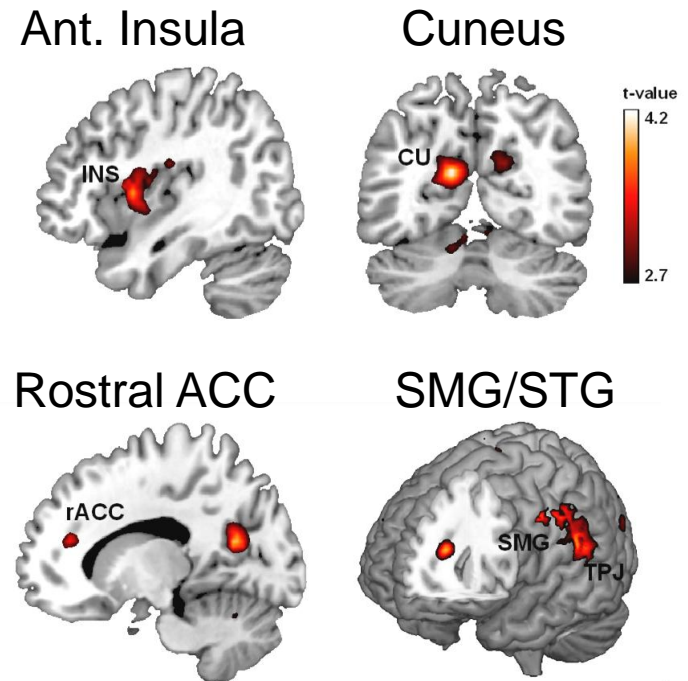 Ant. Insula
Cuneus
t-value
4.2
CU
INS
2.7
Rostral ACC
SMG/STG
rACC
SMG
TPJ